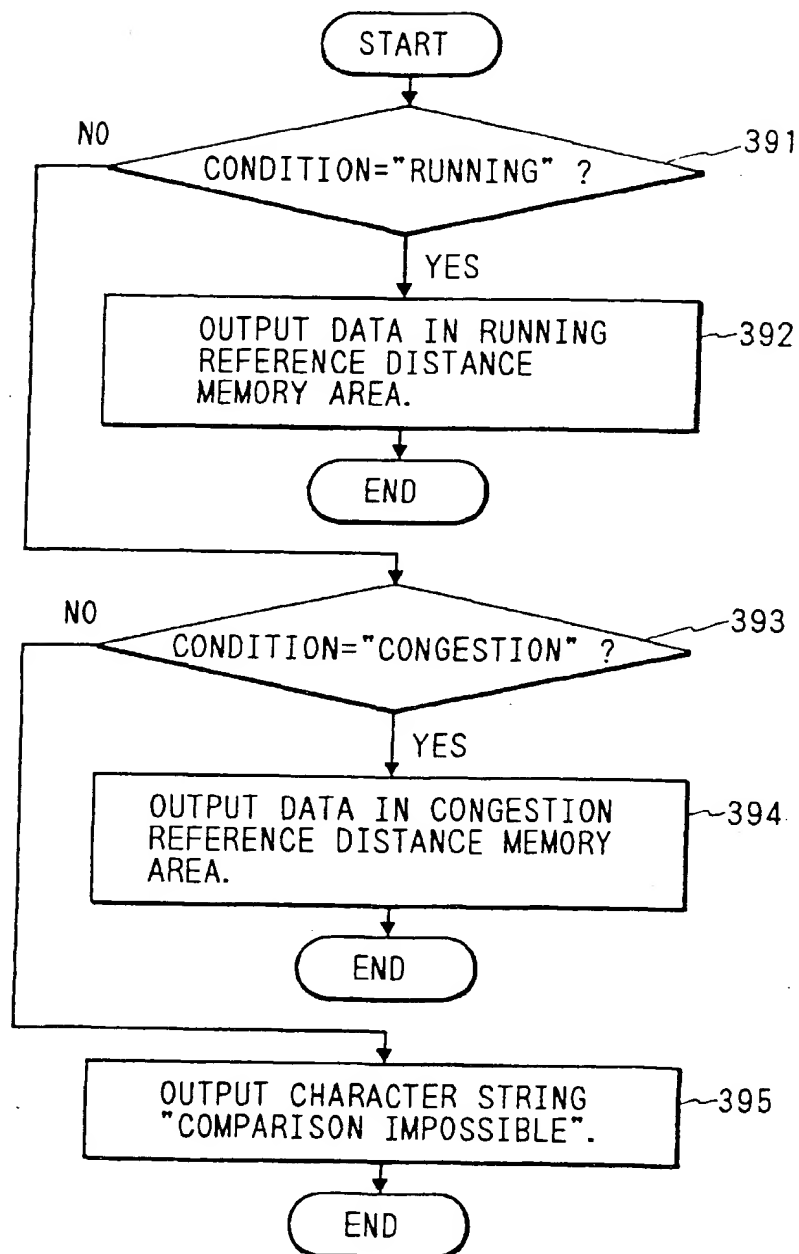 START
NO
CONDITION="RUNNING" ?
391
YES
OUTPUT DATA IN RUNNING
REFERENCE DISTANCE
MEMORY AREA.
392
END
NO
CONDITION="CONGESTION" ?
393
YES
OUTPUT DATA IN CONGESTION
REFERENCE DISTANCE MEMORY
AREA.
394
END
OUTPUT CHARACTER STRING
"COMPARISON IMPOSSIBLE".
395
END